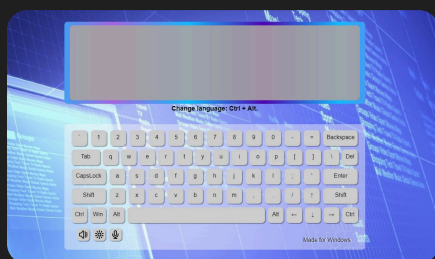 Change language: Ctrl + Alt.
` 1 2 3 4 5 6 7 8 9 0 - = Backspace
Tab q w e r t y u i o p [ ] \ Del
CapsLock a s d f g h j k l ; ' Enter
Shift z x c v b n m , . / ↑ Shift
Ctrl Win Alt Alt ← ↓ → Ctrl
Made for Windows